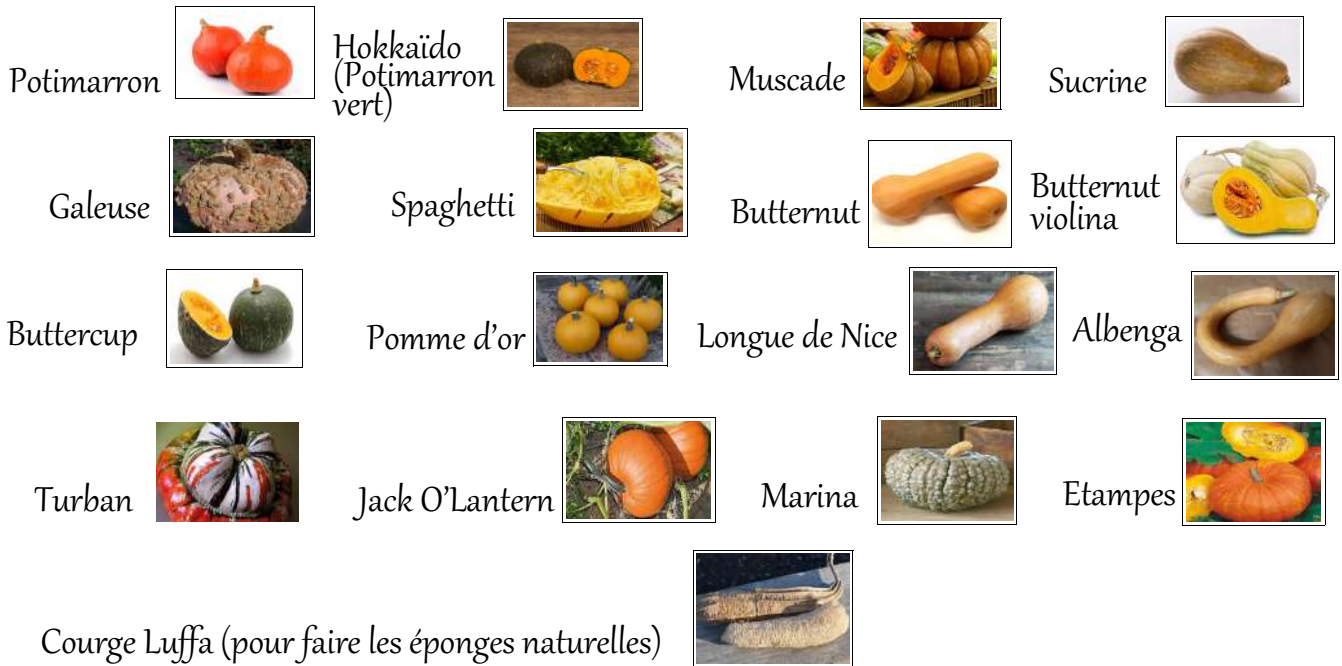 Potimarron
Hokkaïdo
(Potimarron
vert)
Muscade
Sucrine
Galeuse
Spaghetti
Butternut
Butternut
violina
Buttercup
Pomme d'or
Longue de Nice
Albenga
Turban
Jack O'Lantern
Marina
Etampes
Courge Luffa (pour faire les éponges naturelles)